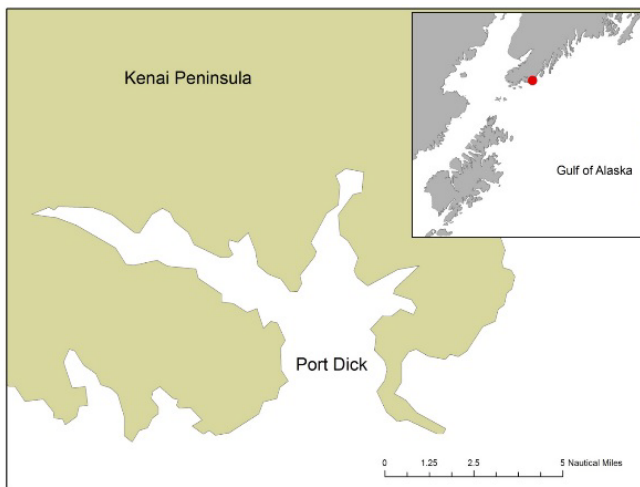 Kenai Peninsula
Gulf of Alaska
Port Dick
0 1.25 2.5 5 Nautical Miles